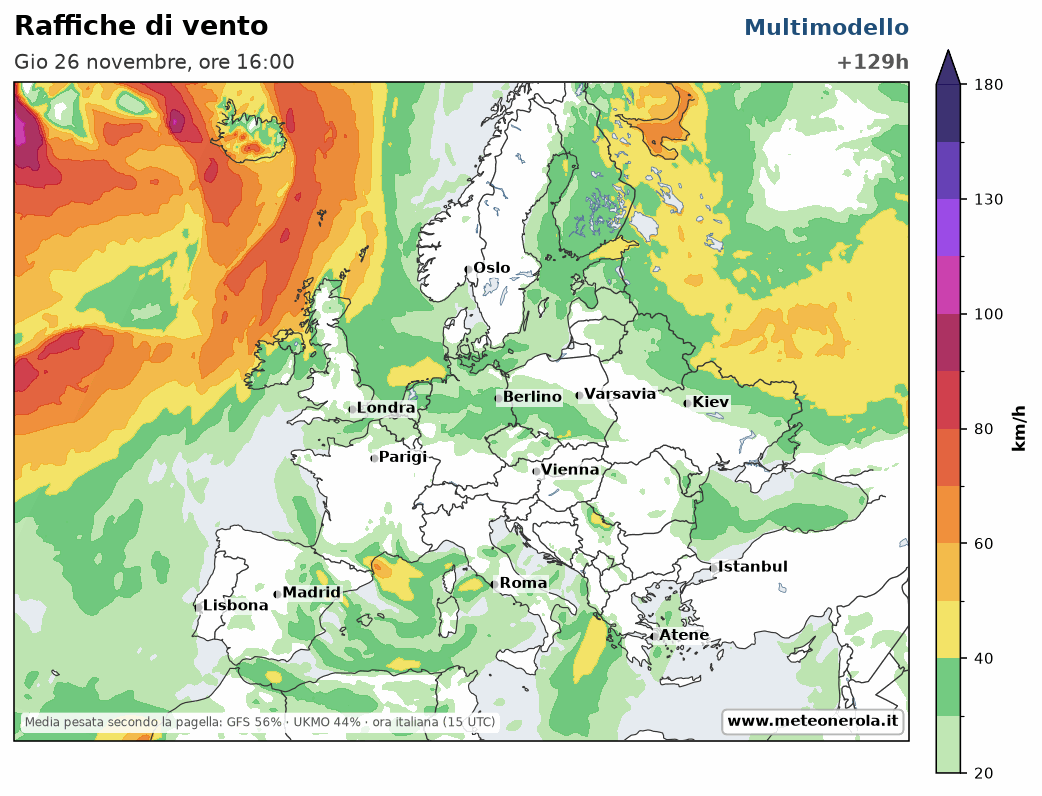 Raffiche di vento
Multimodello
Gio 26 novembre, ore 16:00
+129h
180
130
100
80
60
40
20
km/h
Oslo
Londra
Berlino
Varsavia
Kiev
Parigi
Vienna
Istanbul
Roma
Madrid
Lisbona
Atene
Media pesata secondo la pagella: GFS 56% · UKMO 44% · ora italiana (15 UTC)
www.meteonerola.it